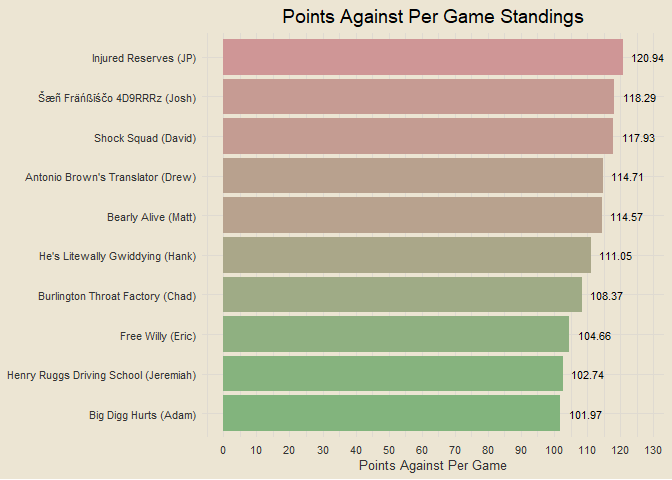 Points Against Per Game Standings
Injured Reserves (JP) 120.94
Šæñ Fräńßïščo 4D9RRRz (Josh) 118.29
Shock Squad (David) 117.93
Antonio Brown's Translator (Drew) 114.71
Bearly Alive (Matt) 114.57
He's Litewally Gwiddying (Hank) 111.05
Burlington Throat Factory (Chad) 108.37
Free Willy (Eric) 104.66
Henry Ruggs Driving School (Jeremiah) 102.74
Big Digg Hurts (Adam) 101.97
0 10 20 30 40 50 60 70 80 90 100 110 120 130
Points Against Per Game